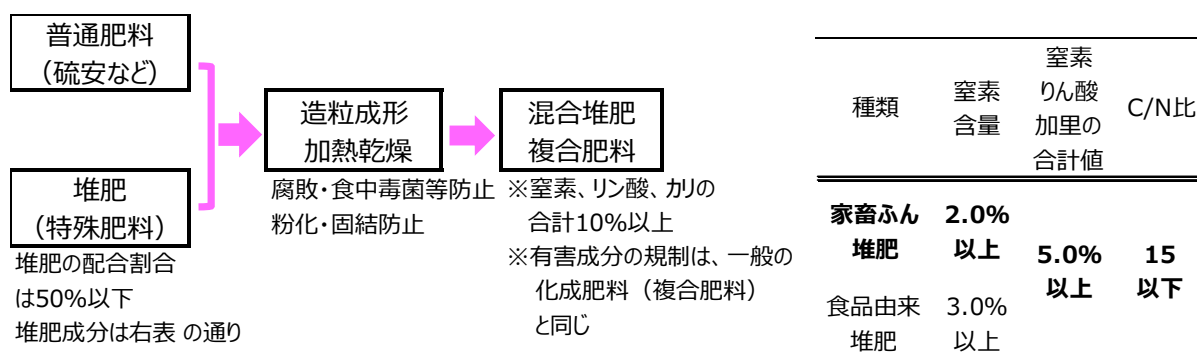 普通肥料
（硫安など）
堆肥
（特殊肥料）
堆肥の配合割合
は50%以下
堆肥成分は右表 の通り
造粒成形
加熱乾燥
腐敗・食中毒菌等防止
粉化・固結防止
混合堆肥
複合肥料
※窒素、リン酸、カリの
合計10%以上
※有害成分の規制は、一般の
化成肥料（複合肥料）
と同じ
種類
窒素
含量
窒素
りん酸
加里の
合計値
C/N比
家畜ふん
堆肥
2.0%
以上
5.0%
以上
15
以下
食品由来
堆肥
3.0%
以上